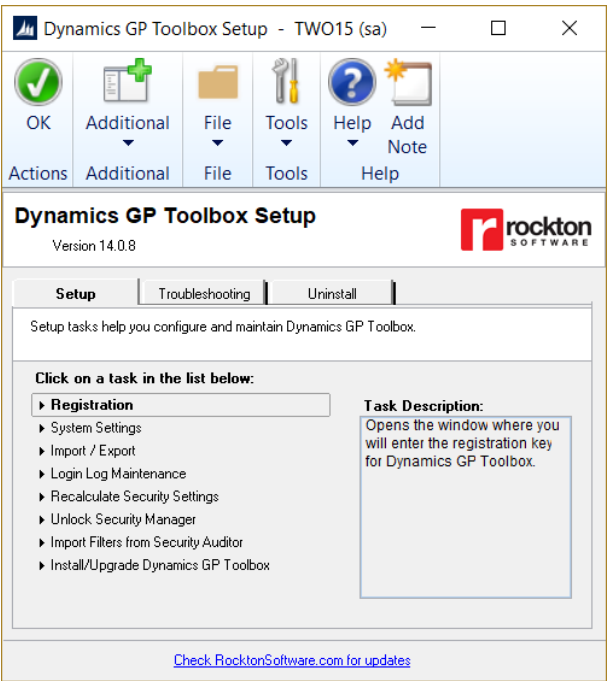 Dynamics GP Toolbox Setup - TWO15 (sa)
OK
Additional
File
Tools
Help
Add Note
Actions
Additional
File
Tools
Help
Dynamics GP Toolbox Setup
Version 14.0.8
rockton
SOFTWARE
Setup
Troubleshooting
Uninstall
Setup tasks help you configure and maintain Dynamics GP Toolbox.
Click on a task in the list below:
Registration
System Settings
Import / Export
Login Log Maintenance
Recalculate Security Settings
Unlock Security Manager
Import Filters from Security Auditor
Install/Upgrade Dynamics GP Toolbox
Task Description:
Opens the window where you
will enter the registration key
for Dynamics GP Toolbox.
Check RocktonSoftware.com for updates